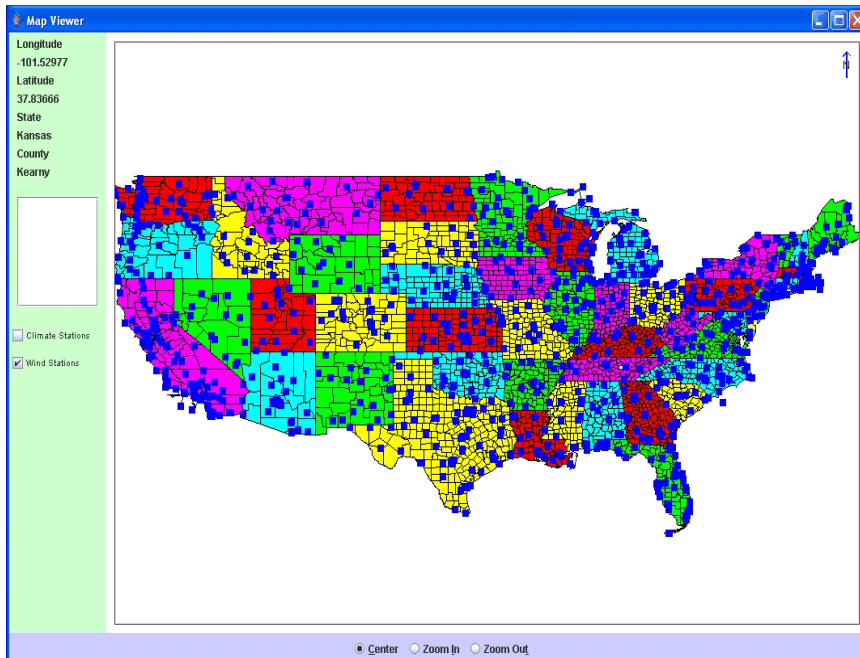 Map Viewer
Longitude
-101.52977
Latitude
37.83666
State
Kansas
County
Kearny
N
Climate Stations
Wind Stations
Center Zoom In Zoom Out